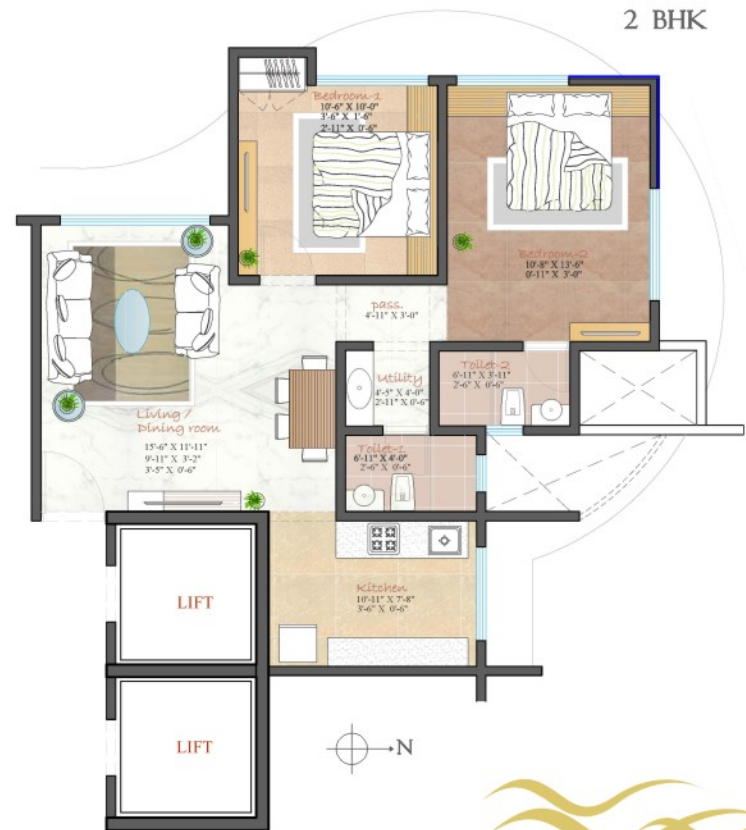 2 BHK
Bedroom-1
10'-6" X 10'-0"
3'-6" X 1'-6"
2'-11" X 0'-6"
Bedroom-2
10'-8" X 13'-6"
0'-11" X 3'-0"
pass.
4'-11" X 3'-0"
Utility
4'-5" X 4'-0"
2'-11" X 0'-6"
Toilet-2
6'-11" X 3'-11"
2'-6" X 0'-6"
Living /
Dining room
15'-6" X 11'-11"
9'-11" X 3'-2"
3'-5" X 0'-6"
Toilet-1
6'-11" X 4'-0"
2'-6" X 0'-6"
Kitchen
10'-11" X 7'-8"
3'-6" X 0'-6"
LIFT
LIFT
N